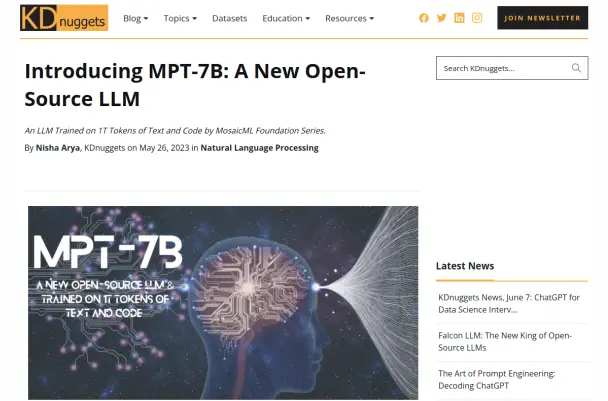 KD nuggets
Blog Topics Datasets Education Resources
JOIN NEWSLETTER
Introducing MPT-7B: A New Open-
Source LLM
An LLM Trained on 1T Tokens of Text and Code by MosaicML Foundation Series.
By Nisha Arya, KDnuggets on May 26, 2023 in Natural Language Processing
MPT-7B
A NEW OPEN-SOURCE LLM &
TRAINED ON 1T TOKENS OF
TEXT AND CODE
Search KDnuggets...
Latest News
KDnuggets News, June 7: ChatGPT for
Data Science Interv...
Falcon LLM: The New King of Open-
Source LLMs
The Art of Prompt Engineering:
Decoding ChatGPT